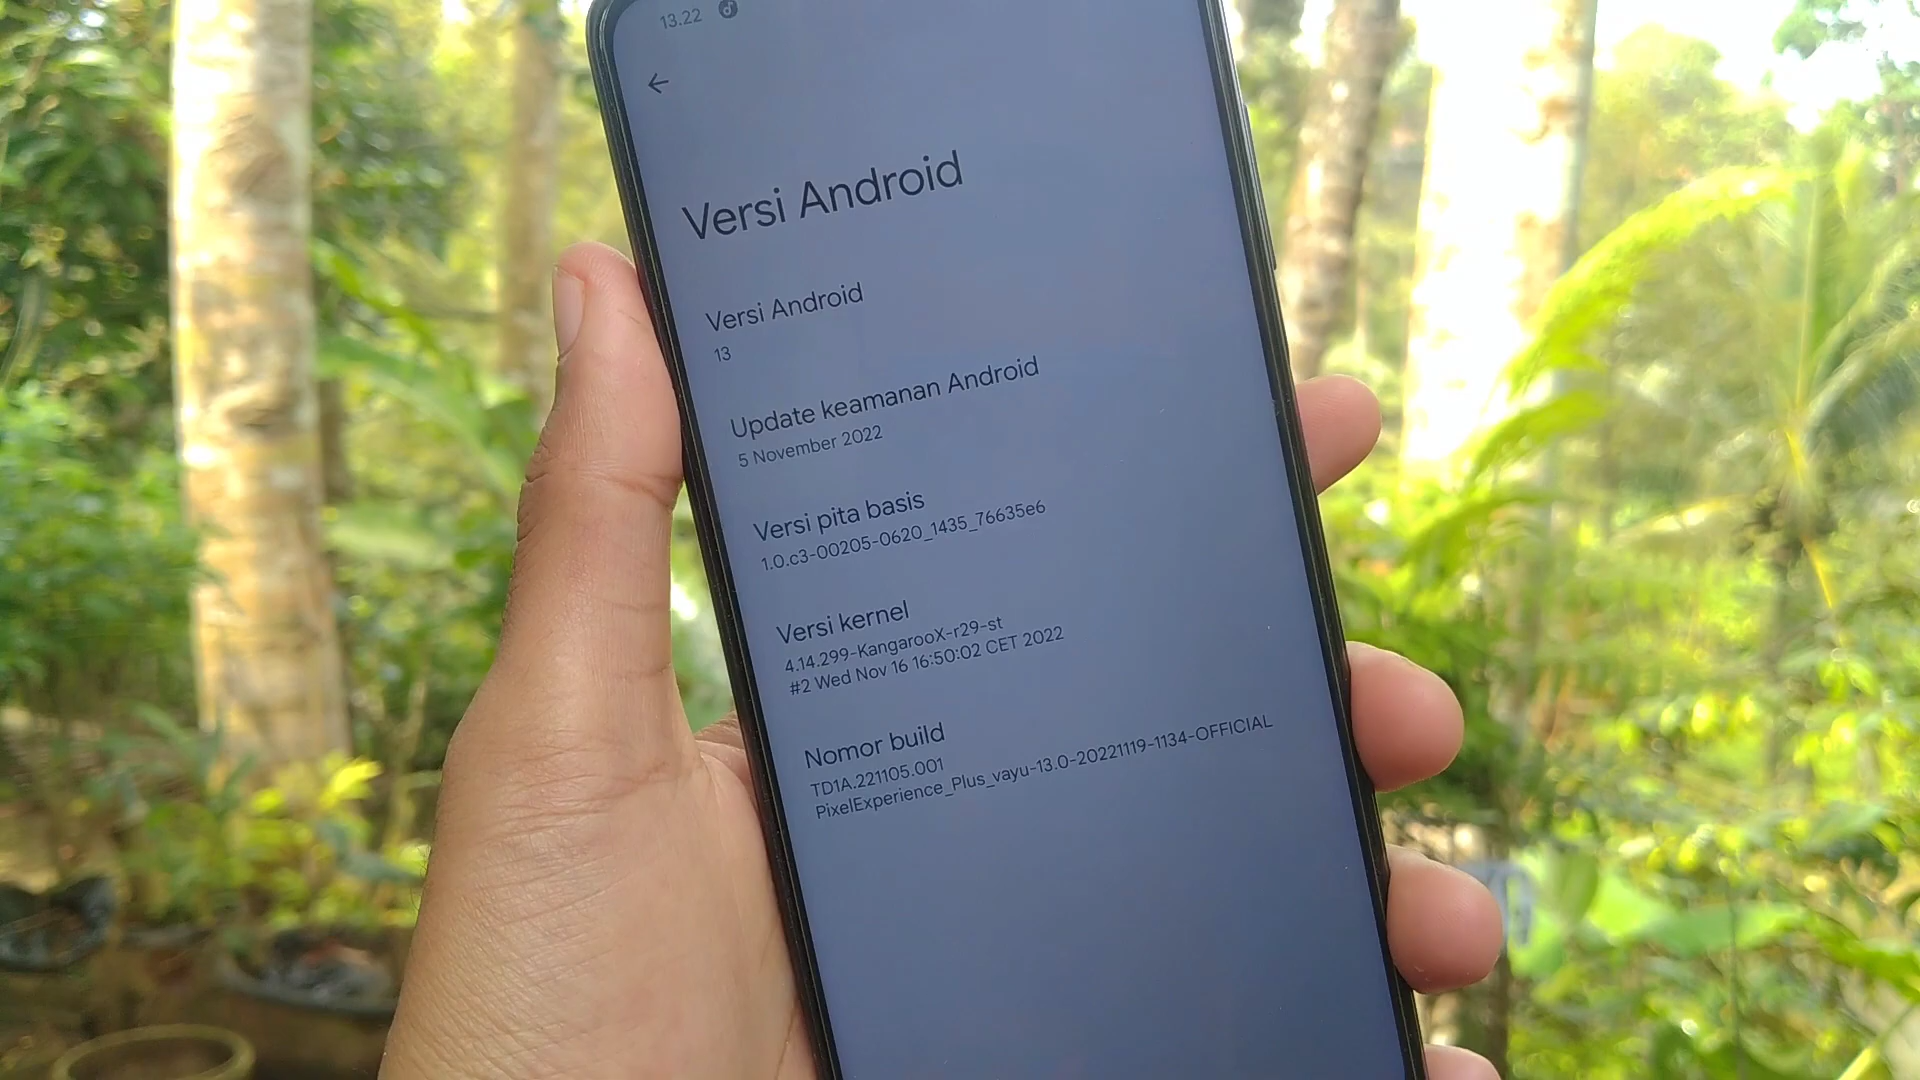 13.22
Versi Android
Versi Android
13
Update keamanan Android
5 November 2022
Versi pita basis
1.0.c3-00205-0620_1435_76635e6
Versi kernel
4.14.299-KangarooX-r29-st
#2 Wed Nov 16 16:50:02 CET 2022
Nomor build
TD1A.221105.001
PixelExperience_Plus_vayu-13.0-20221119-1134-OFFICIAL